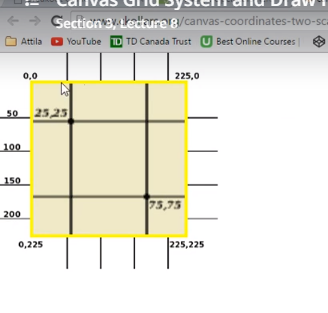 Canvas Grid System and Draw
Section 3, Lecture 8
/canvas-coordinates-two-sc
Attila YouTube TD TD Canada Trust U Best Online Courses |
0,0 225,0
25,25
50
100
150
75,75
200
0,225 225,225